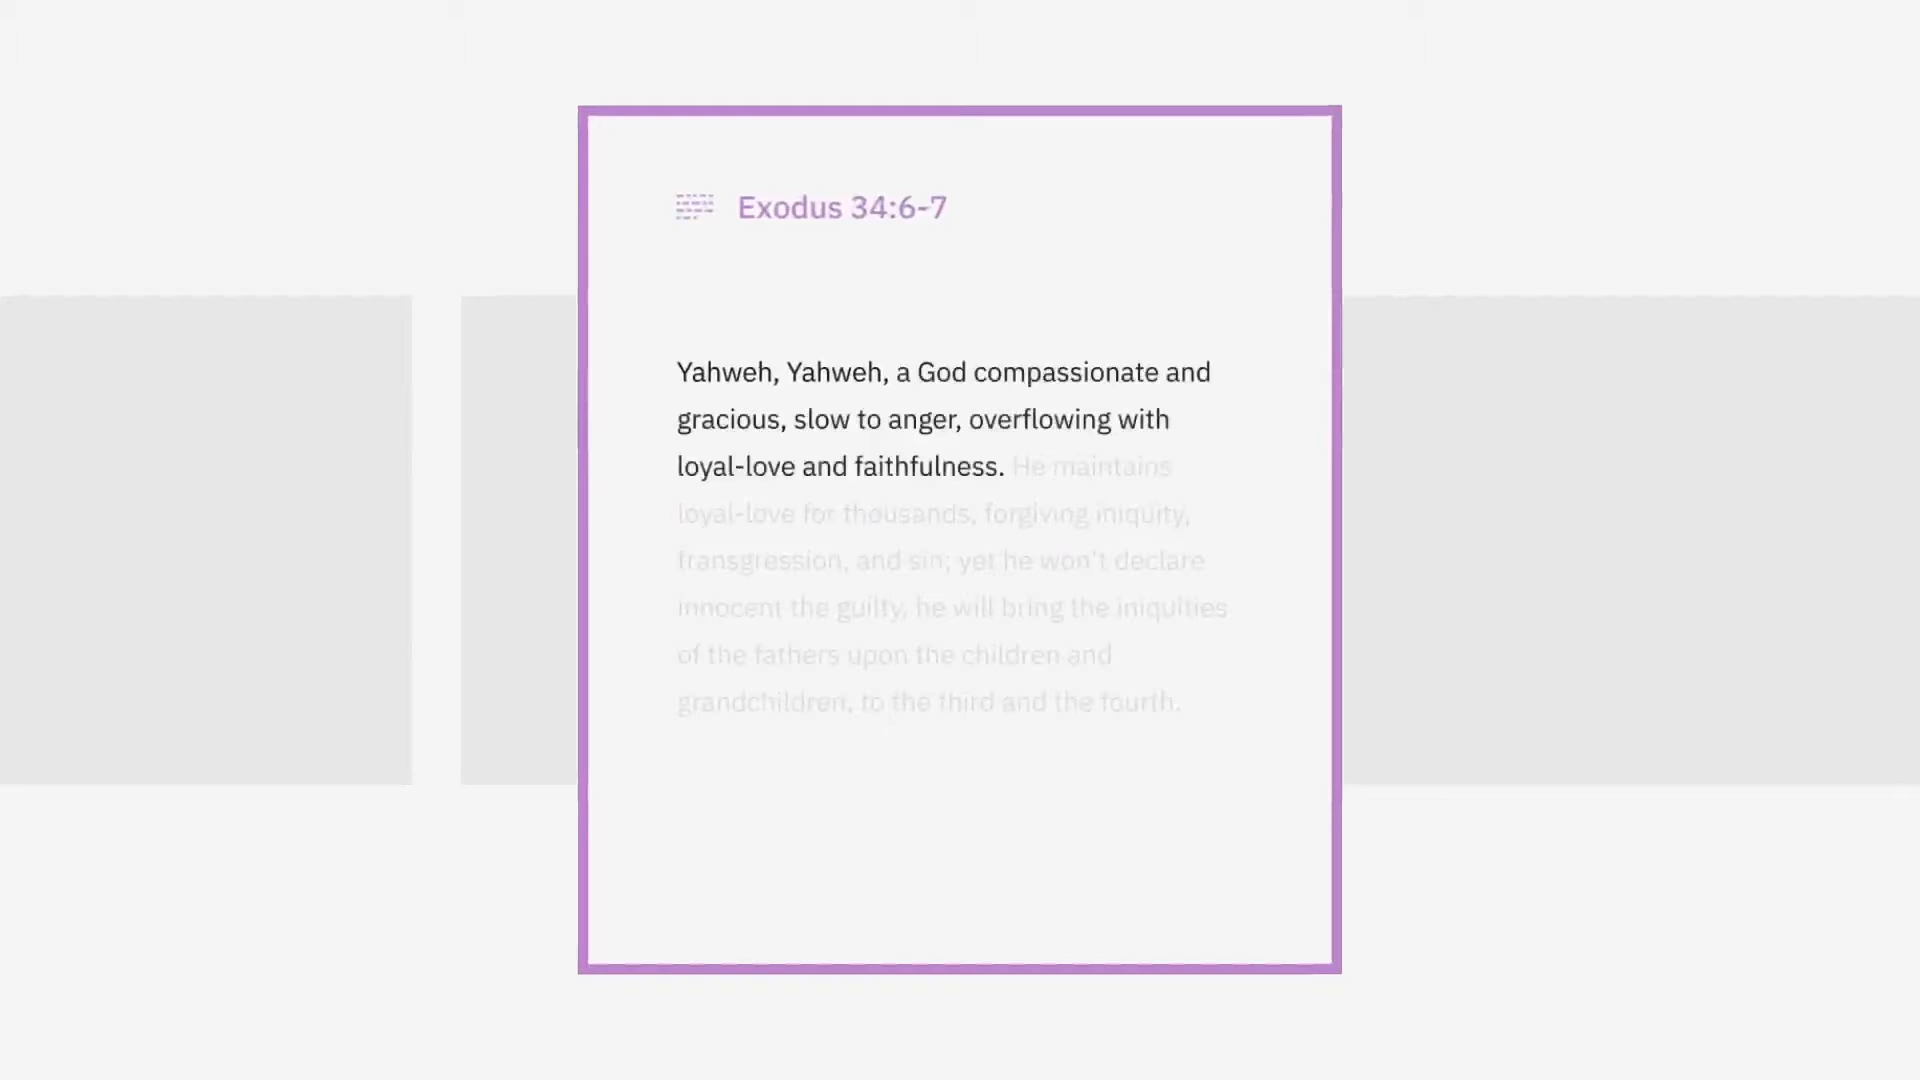 Exodus 34:6-7
Yahweh, Yahweh, a God compassionate and
gracious, slow to anger, overflowing with
loyal-love and faithfulness. He maintains
loyal-love for thousands, forgiving iniquity,
transgression, and sin; yet he won't declare
innocent the guilty, he will bring the iniquities
of the fathers upon the children and
grandchildren, to the third and the fourth.